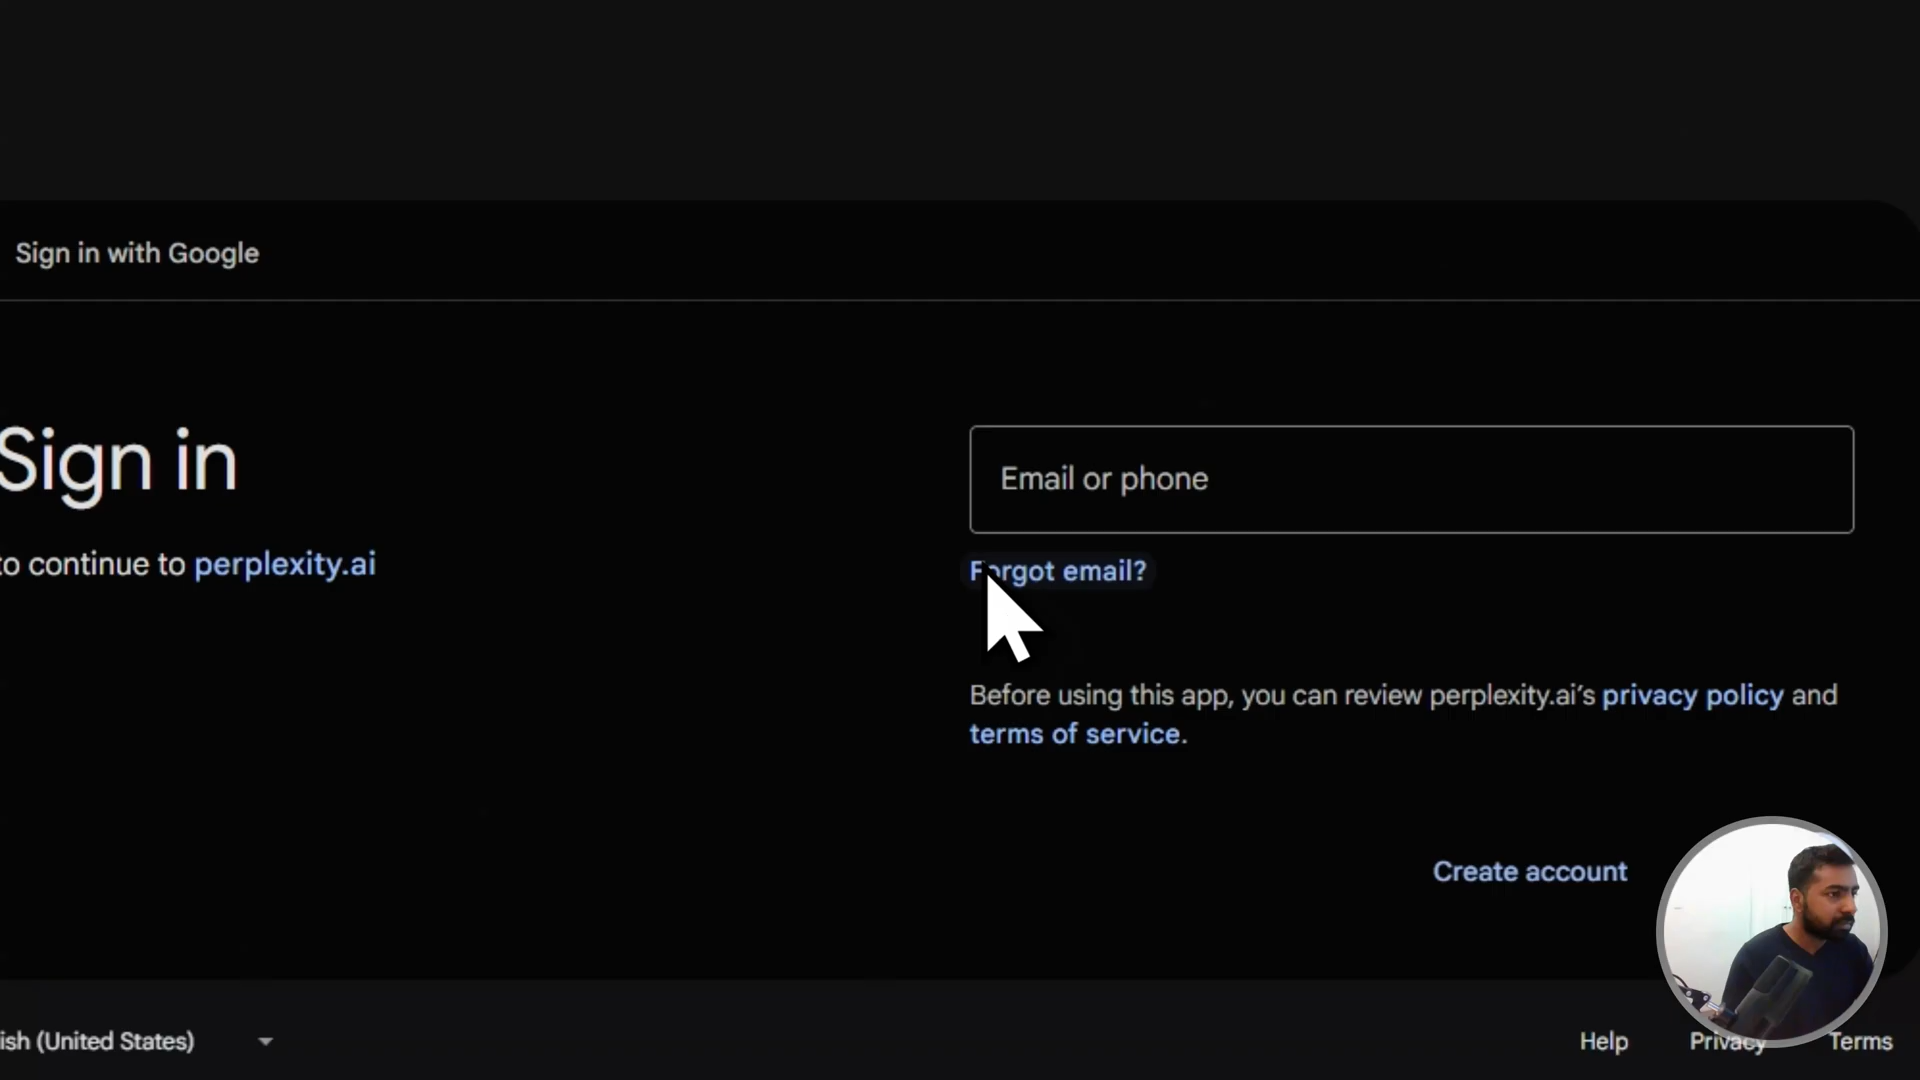 Sign in with Google
Sign in
to continue to perplexity.ai
Email or phone
Forgot email?
Before using this app, you can review perplexity.ai’s privacy policy and
terms of service.
Create account
ish (United States)
Help
Privacy
Terms